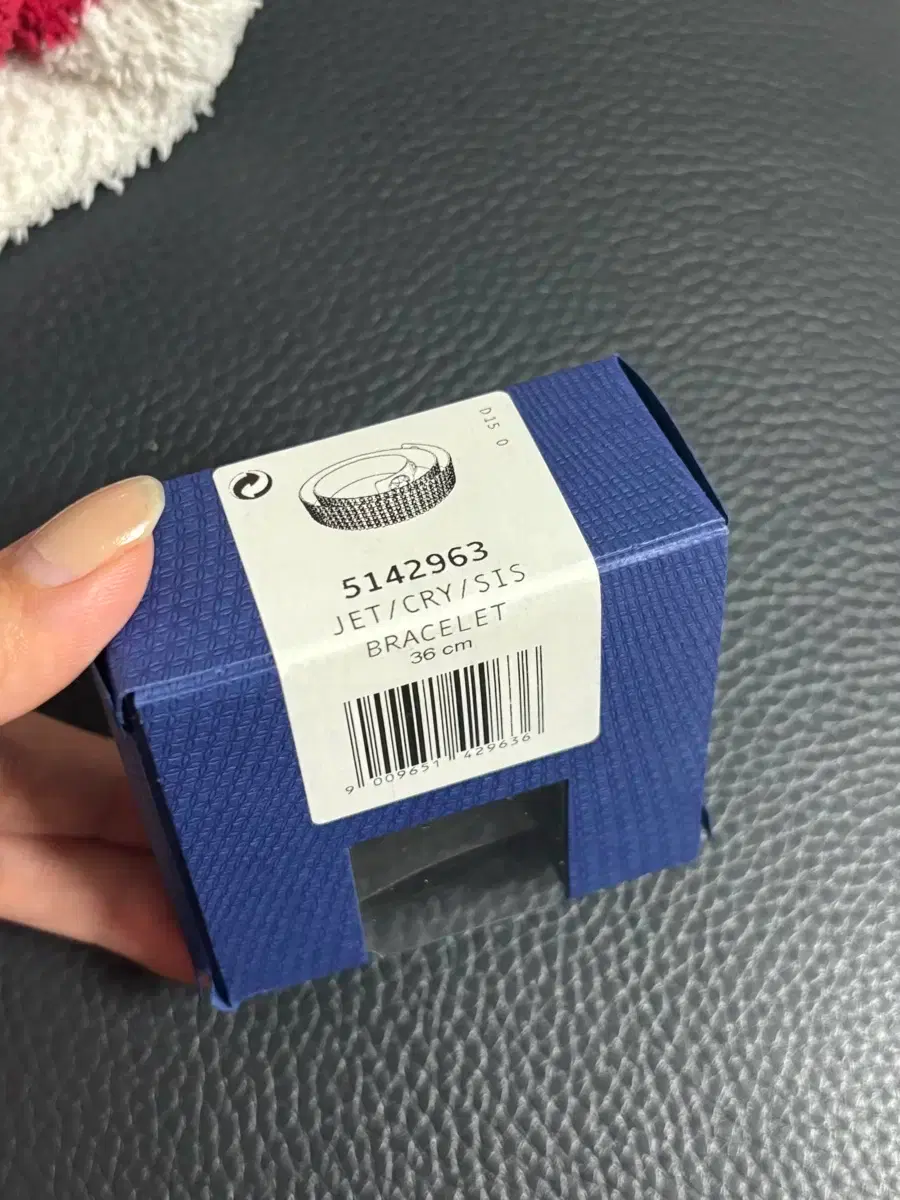 D15 0
5142963
JET/CRY/SIS
BRACELET
36 cm
9 009651 429636